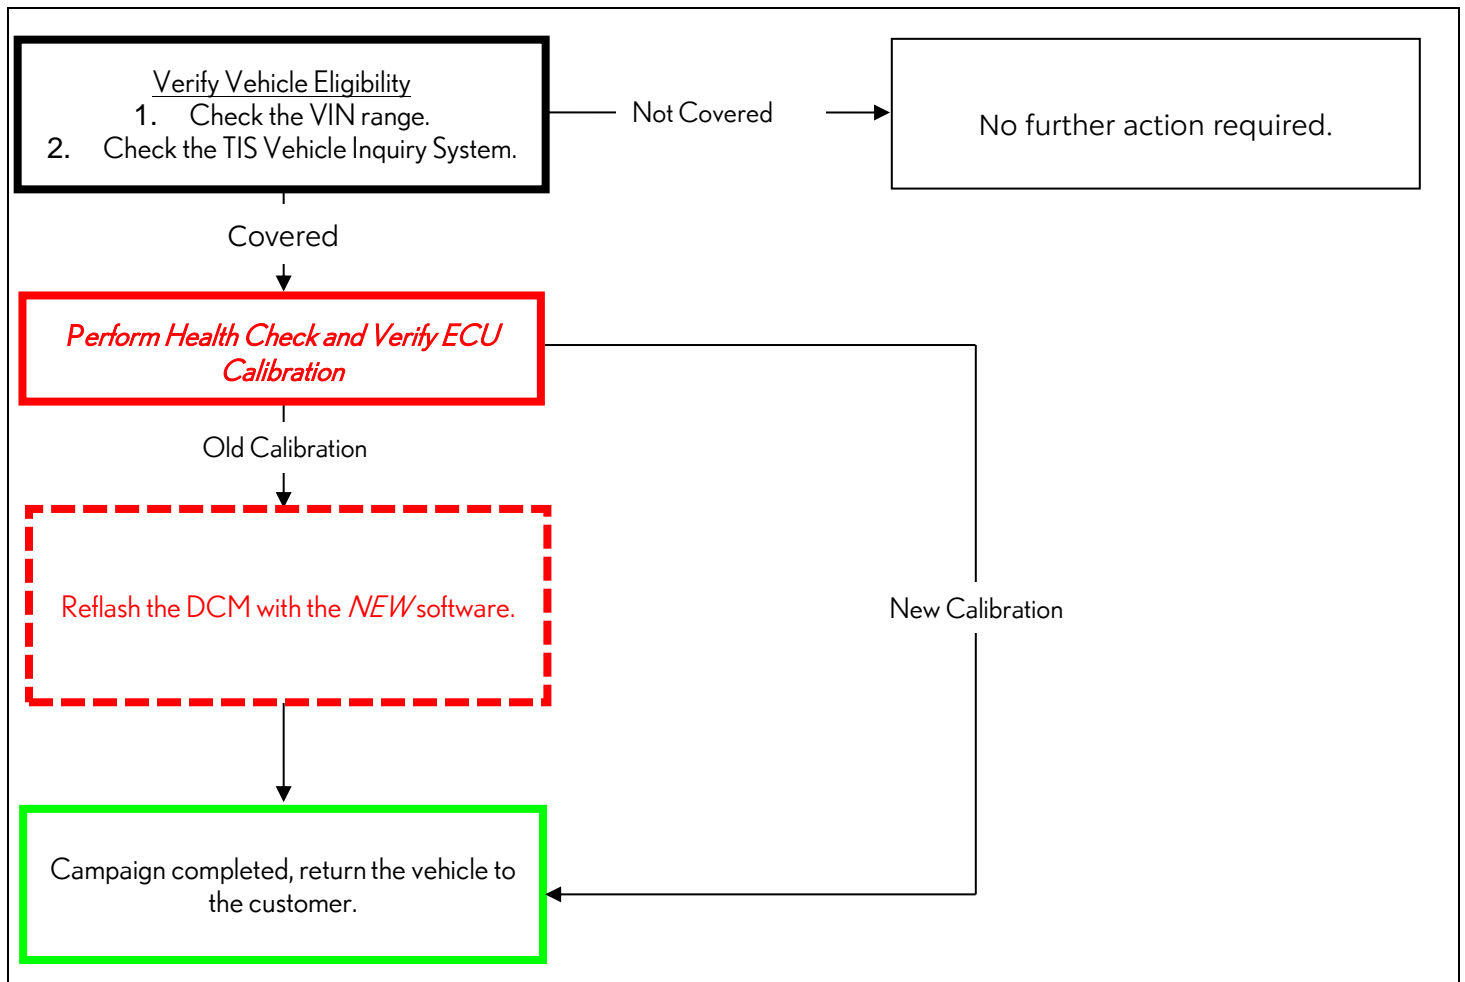 Verify Vehicle Eligibility
1. Check the VIN range.
2. Check the TIS Vehicle Inquiry System.
Not Covered
No further action required.
Covered
Perform Health Check and Verify ECU
Calibration
Old Calibration
Reflash the DCM with the NEW software.
New Calibration
Campaign completed, return the vehicle to
the customer.